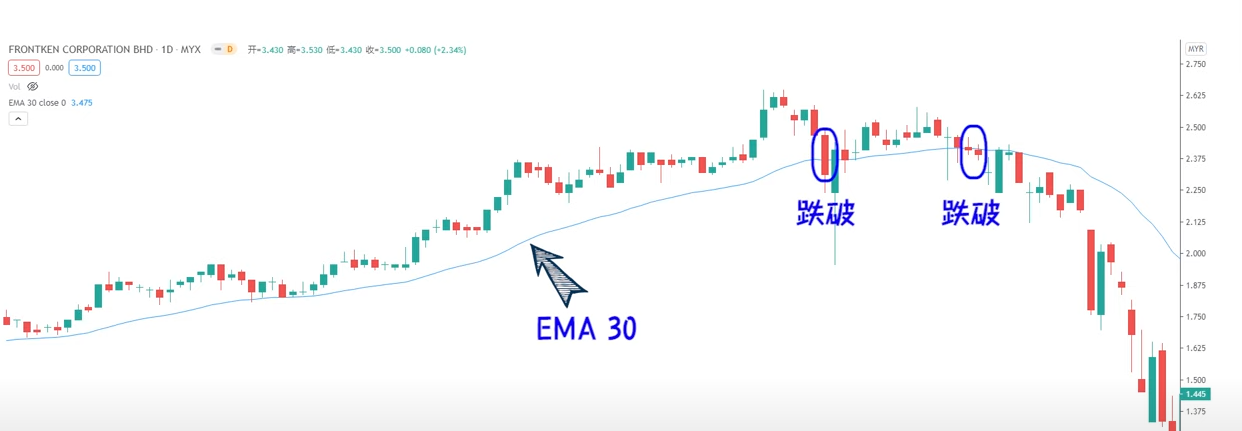 FRONTKEN CORPORATION BHD · 1D · MYX D 开=3.430 高=3.530 低=3.430 收=3.500 +0.080 (+2.34%)
3.500 0.000 3.500
Vol
EMA 30 close 0 3.475
MYR
2.750
2.625
2.500
2.375
2.250
2.125
2.000
1.875
1.750
1.625
1.500
1.445
1.375
跌破 跌破
EMA 30